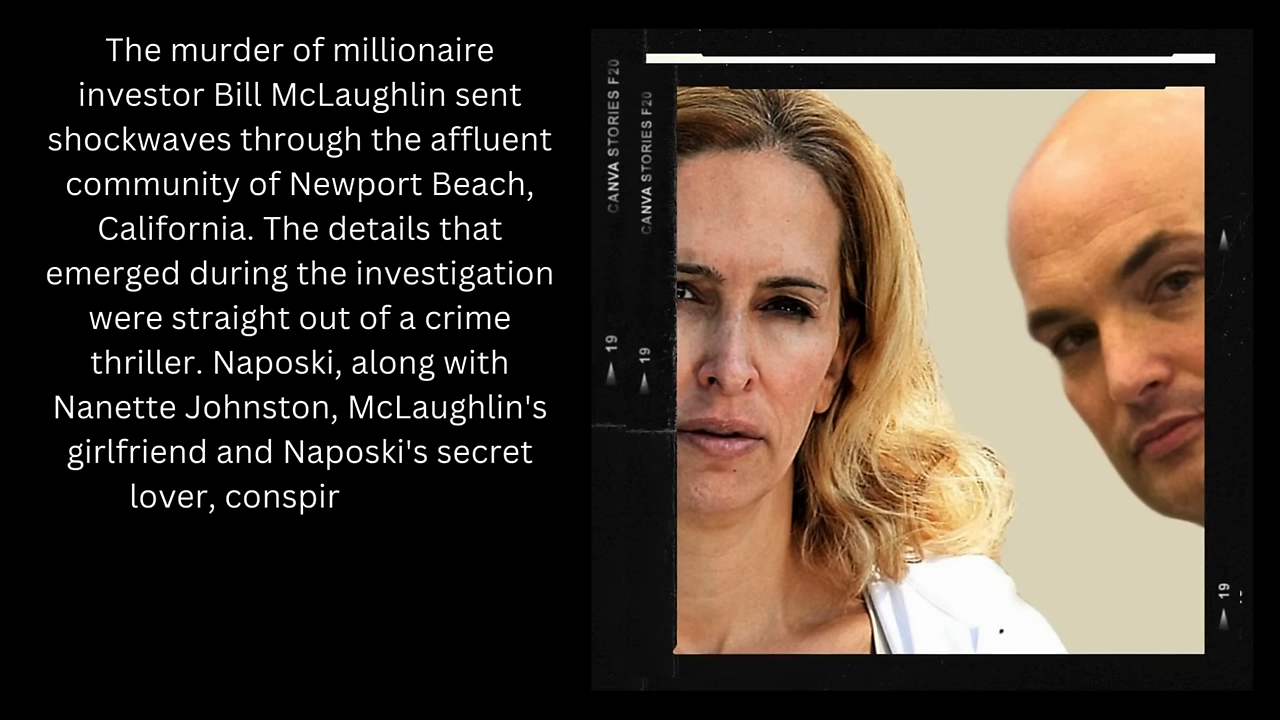 The murder of millionaire
investor Bill McLaughlin sent
shockwaves through the affluent
community of Newport Beach,
California. The details that
emerged during the investigation
were straight out of a crime
thriller. Naposki, along with
Nanette Johnston, McLaughlin's
girlfriend and Naposki's secret
lover, conspir
CANVA STORIES F20
CANVA STORIES F20
19
19
19